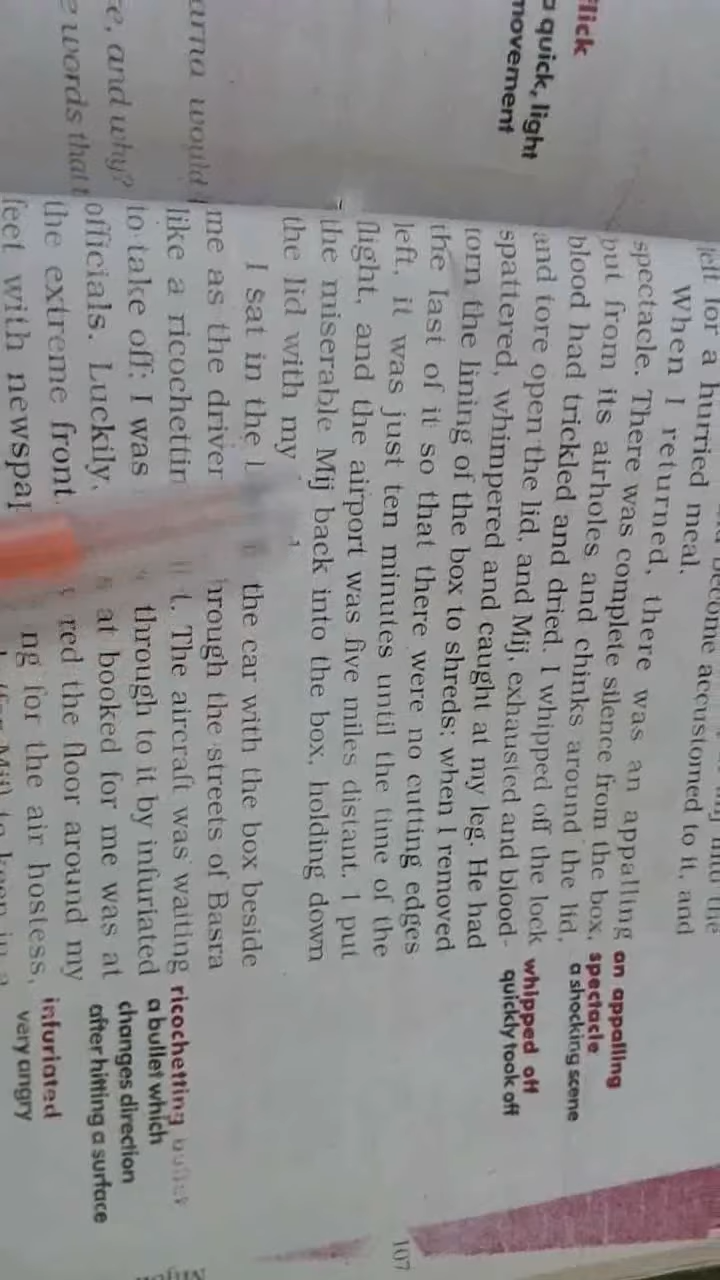 flick
a quick, light
movement
arna would
re, and why?
e words that
left for a hurried meal.
become accustomed to it, and
When I returned, there was an appalling
spectacle. There was complete silence from the box,
but from its airholes and chinks around the lid,
blood had trickled and dried. I whipped off the lock
and tore open the lid, and Mij, exhausted and blood-
spattered, whimpered and caught at my leg. He had
torn the lining of the box to shreds; when I removed
the last of it so that there were no cutting edges
left, it was just ten minutes until the time of the
flight, and the airport was five miles distant. I put
the miserable Mij back into the box, holding down
the lid with my
I sat in the the car with the box beside
me as the driver hrough the streets of Basra
like a ricochettin t. The aircraft was waiting
to take off; I was through to it by infuriated
officials. Luckily, at booked for me was at
the extreme front. red the floor around my
feet with newspap ng for the air hostess,
an appalling
spectacle
a shocking scene
whipped off
quickly took off
ricochetting bullet
a bullet which
changes direction
after hitting a surface
infuriated
very angry
107